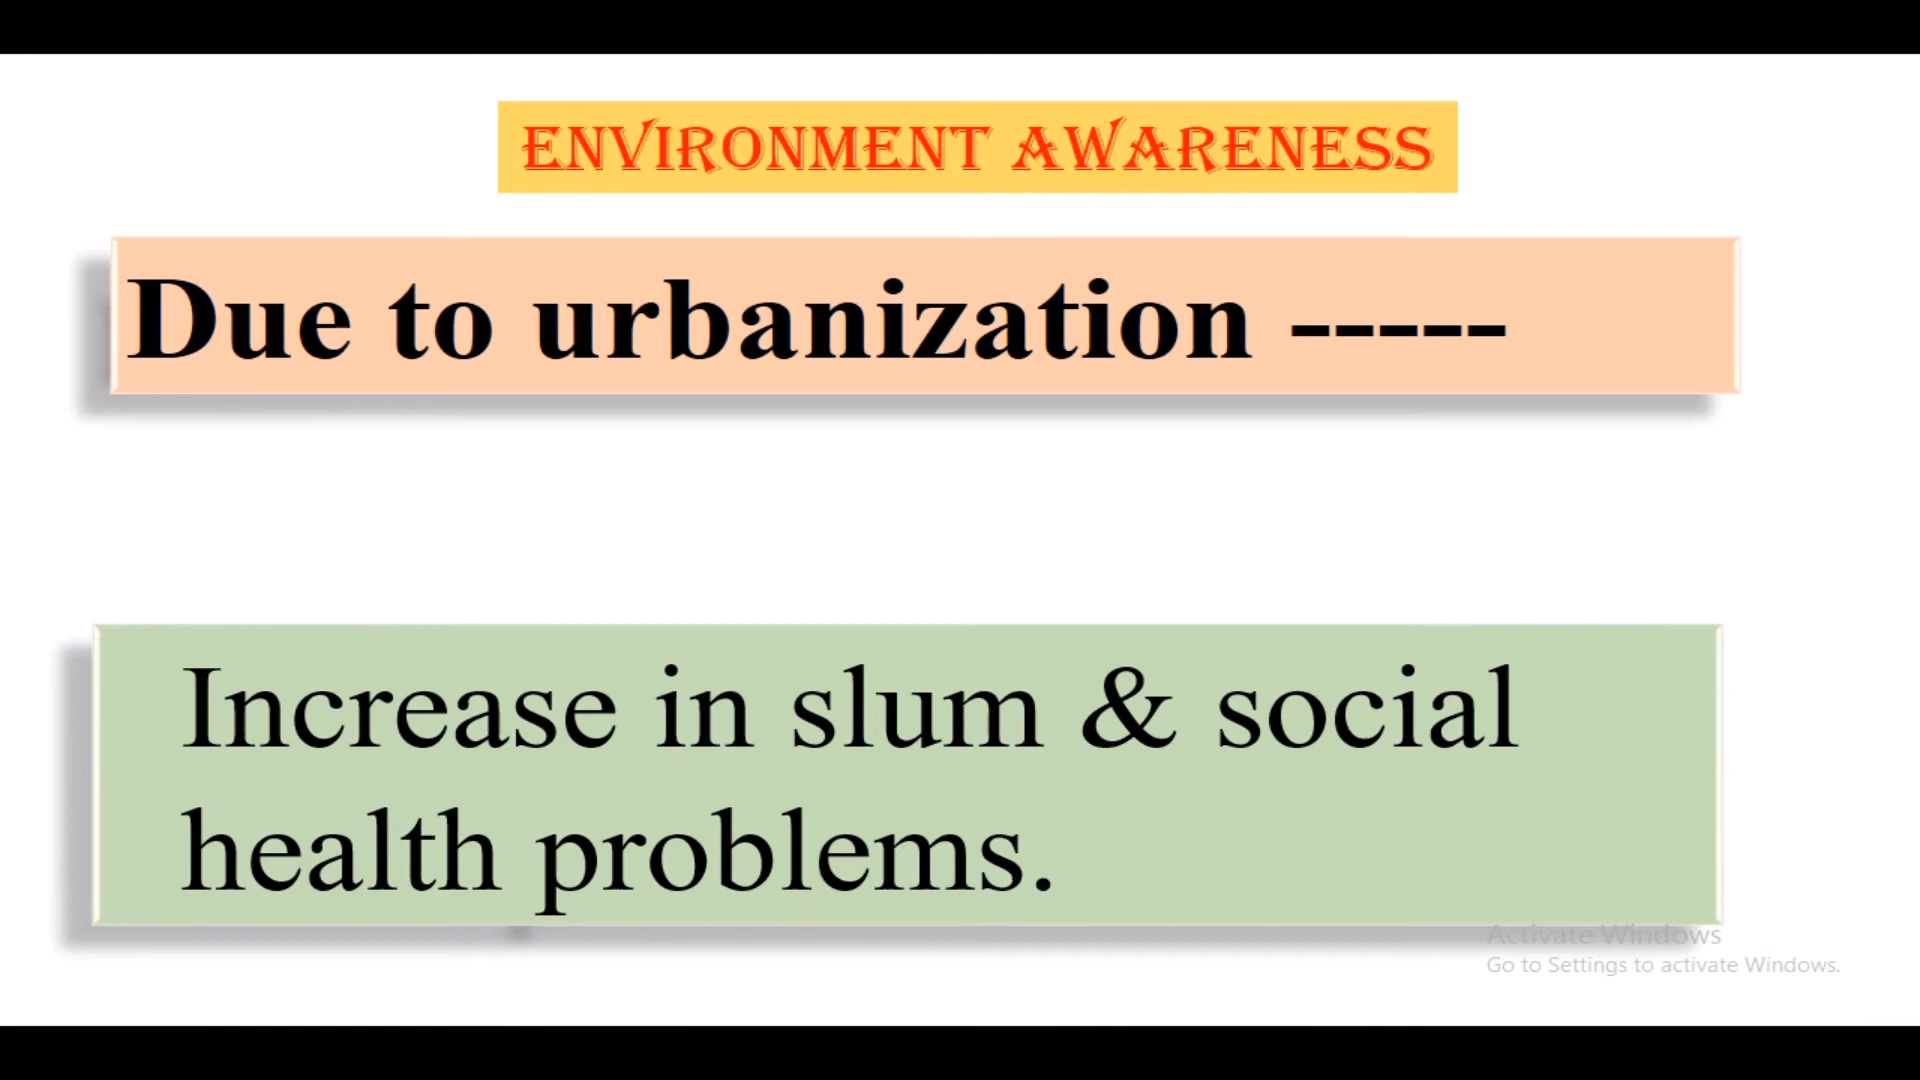 ENVIRONMENT AWARENESS
Due to urbanization -----
Increase in slum & social
health problems.
Activate Windows
Go to Settings to activate Windows.